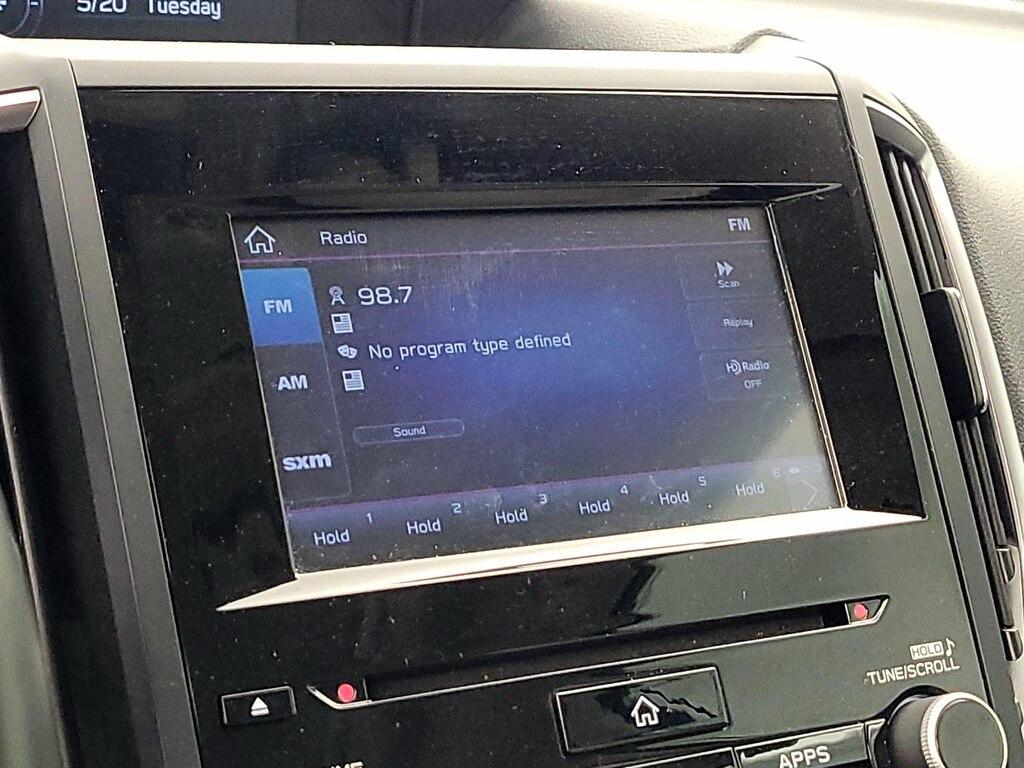 5/20 Tuesday
Radio
FM
FM
98.7
Scan
No program type defined
Replay
AM
HD Radio
OFF
Sound
sxm
Hold 1
Hold 2
Hold 3
Hold 4
Hold 5
Hold 6
HOLD
TUNE/SCROLL
APPS